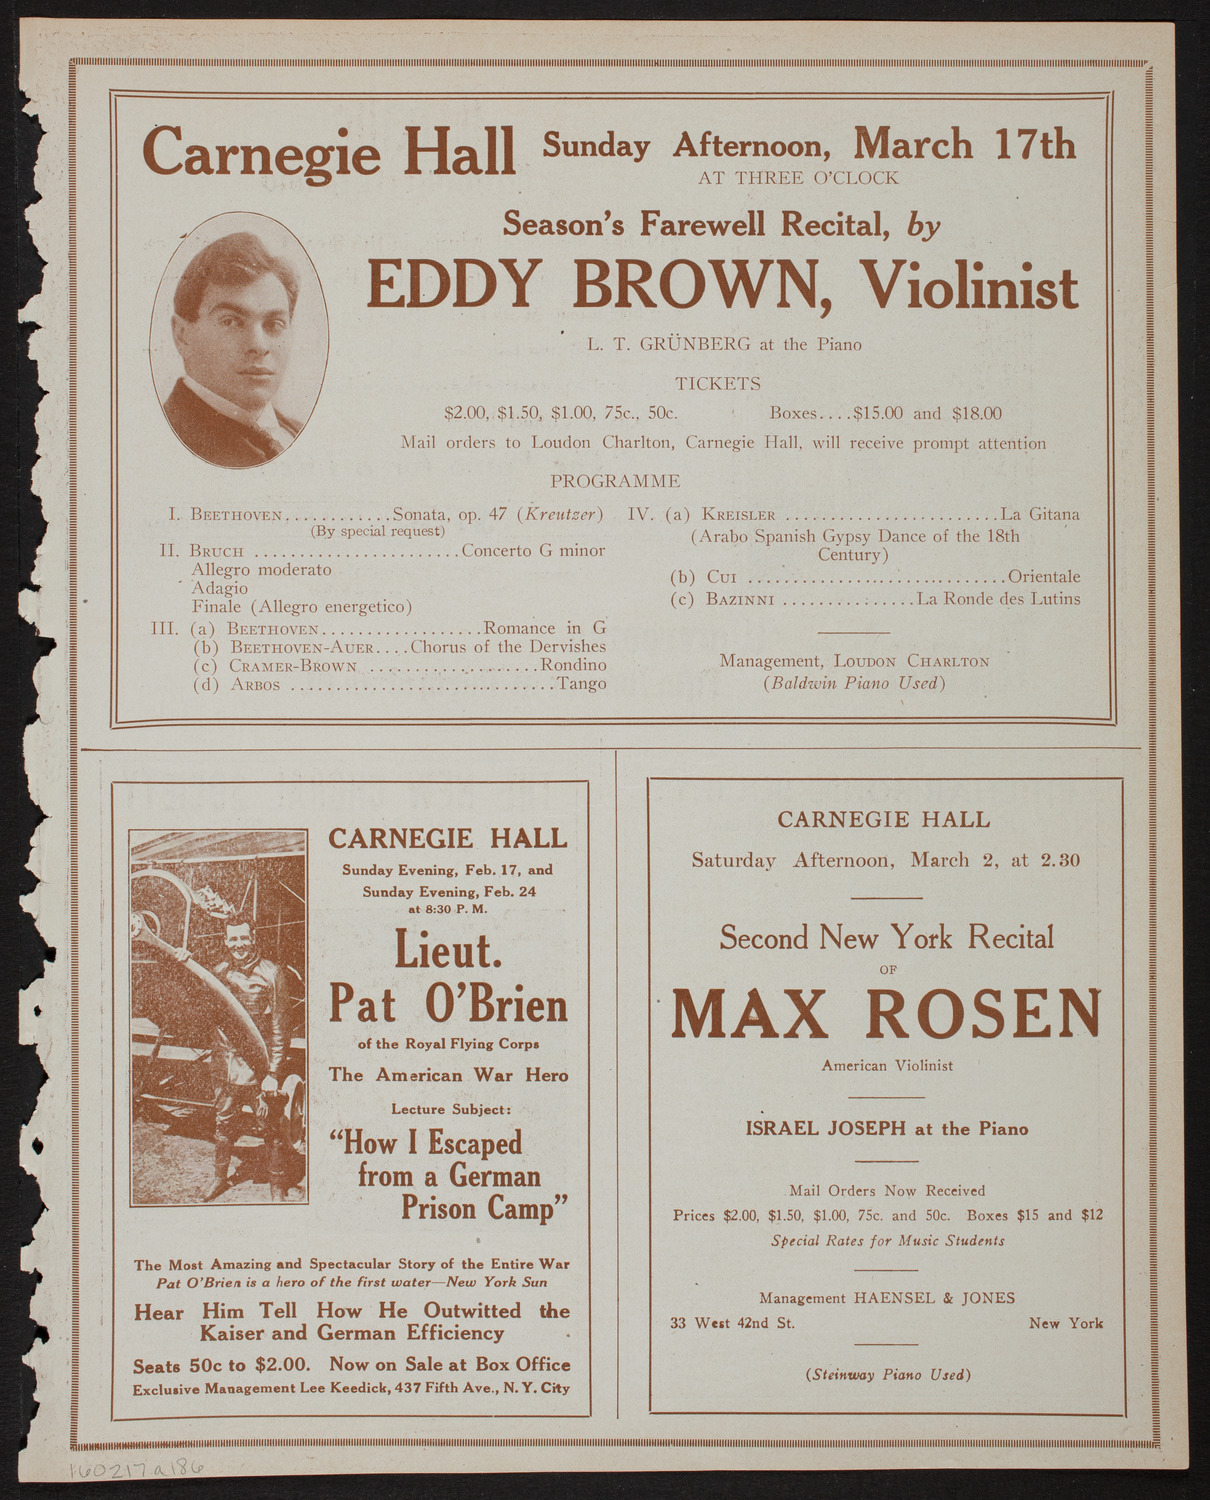 Carnegie Hall Sunday Afternoon, March 17th
AT THREE O'CLOCK
Season's Farewell Recital, by
EDDY BROWN, Violinist
L. T. GRÜNBERG at the Piano
TICKETS
$2.00, $1.50, $1.00, 75c., 50c. Boxes....$15.00 and $18.00
Mail orders to Loudon Charlton, Carnegie Hall, will receive prompt attention
PROGRAMME
I. BEETHOVEN............Sonata, op. 47 (Kreutzer)
(By special request)
II. BRUCH ......................Concerto G minor
Allegro moderato
Adagio
Finale (Allegro energetico)
III. (a) BEETHOVEN..................Romance in G
(b) BEETHOVEN-AUER....Chorus of the Dervishes
(c) CRAMER-BROWN ...................Rondino
(d) ARBOS .............................Tango
IV. (a) KREISLER ........................La Gitana
(Arabo Spanish Gypsy Dance of the 18th
Century)
(b) CUI .............................Orientale
(c) BAZINNI ...............La Ronde des Lutins
Management, LOUDON CHARLTON
(Baldwin Piano Used)
CARNEGIE HALL
Sunday Evening, Feb. 17, and
Sunday Evening, Feb. 24
at 8:30 P. M.
Lieut.
Pat O'Brien
of the Royal Flying Corps
The American War Hero
Lecture Subject:
"How I Escaped
from a German
Prison Camp"
The Most Amazing and Spectacular Story of the Entire War
Pat O'Brien is a hero of the first water—New York Sun
Hear Him Tell How He Outwitted the
Kaiser and German Efficiency
Seats 50c to $2.00. Now on Sale at Box Office
Exclusive Management Lee Keedick, 437 Fifth Ave., N. Y. City
CARNEGIE HALL
Saturday Afternoon, March 2, at 2.30
Second New York Recital
OF
MAX ROSEN
American Violinist
ISRAEL JOSEPH at the Piano
Mail Orders Now Received
Prices $2.00, $1.50, $1.00, 75c. and 50c. Boxes $15 and $12
Special Rates for Music Students
Management HAENSEL & JONES
33 West 42nd St. New York
(Steinway Piano Used)
160217a186